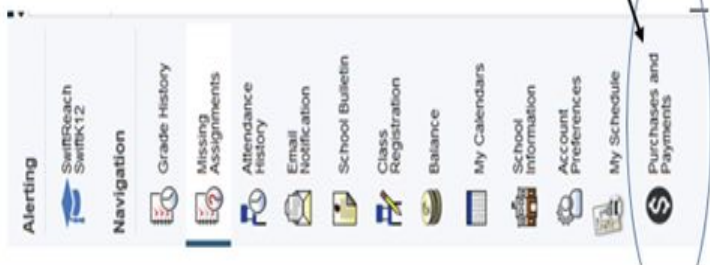 Alerting
SwiftReach
SwiftK12
Navigation
Grade History
Missing
Assignments
Attendance
History
Email
Notification
School Bulletin
Class
Registration
Balance
My Calendars
School
Information
Account
Preferences
My Schedule
Purchases and
Payments